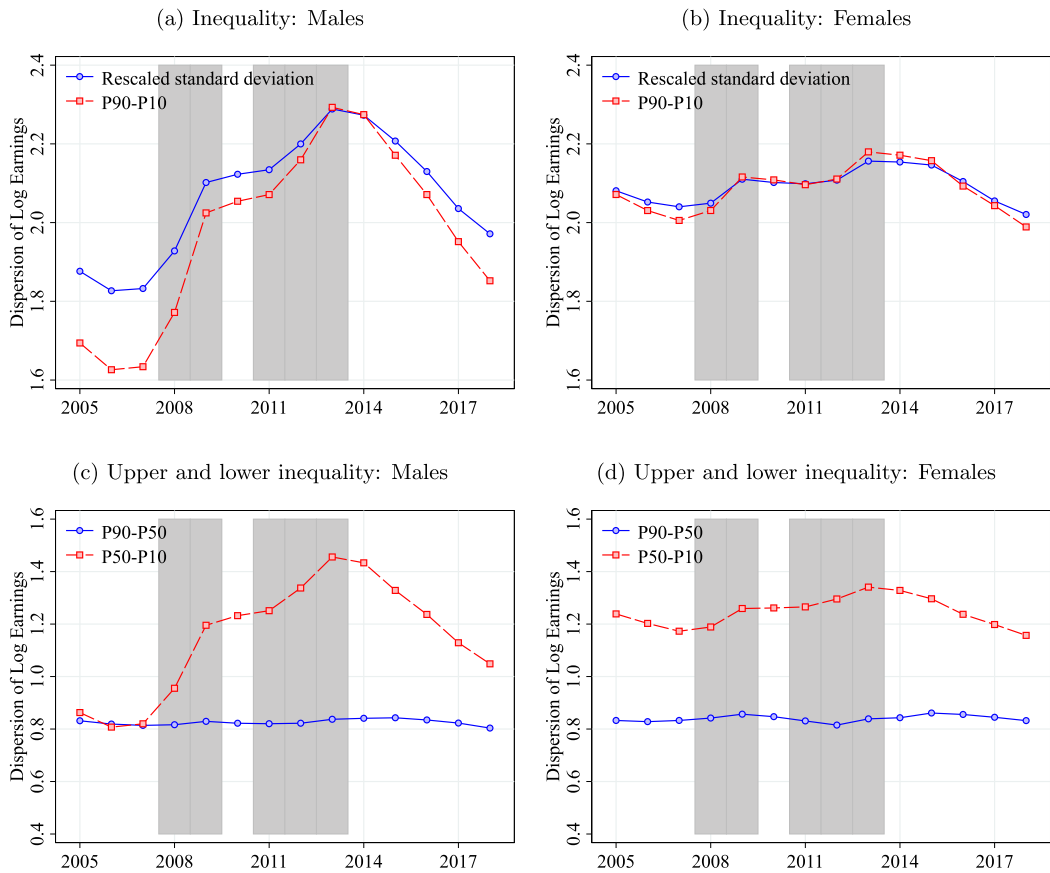 (a) Inequality: Males
Dispersion of Log Earnings
2.4
2.2
2.0
1.8
1.6
Rescaled standard deviation
P90-P10
2005 2008 2011 2014 2017
(b) Inequality: Females
Dispersion of Log Earnings
2.4
2.2
2.0
1.8
1.6
Rescaled standard deviation
P90-P10
2005 2008 2011 2014 2017
(c) Upper and lower inequality: Males
Dispersion of Log Earnings
1.6
1.4
1.2
1.0
0.8
0.6
0.4
P90-P50
P50-P10
2005 2008 2011 2014 2017
(d) Upper and lower inequality: Females
Dispersion of Log Earnings
1.6
1.4
1.2
1.0
0.8
0.6
0.4
P90-P50
P50-P10
2005 2008 2011 2014 2017